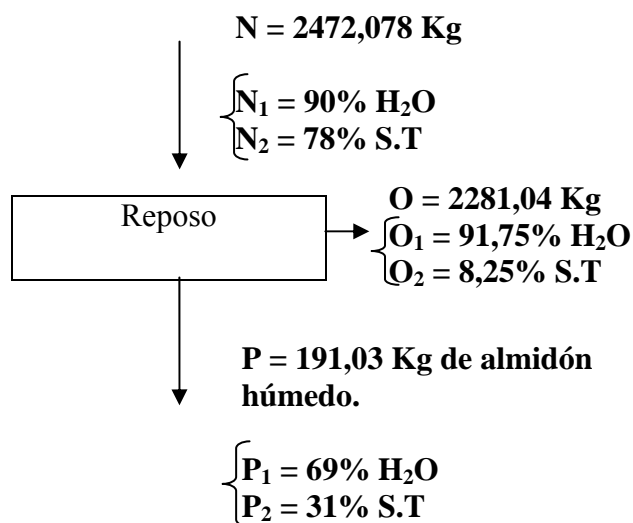 N = 2472,078 Kg
N₁ = 90% H₂O
N₂ = 78% S.T
Reposo
O = 2281,04 Kg
O₁ = 91,75% H₂O
O₂ = 8,25% S.T
P = 191,03 Kg de almidón
húmedo.
P₁ = 69% H₂O
P₂ = 31% S.T